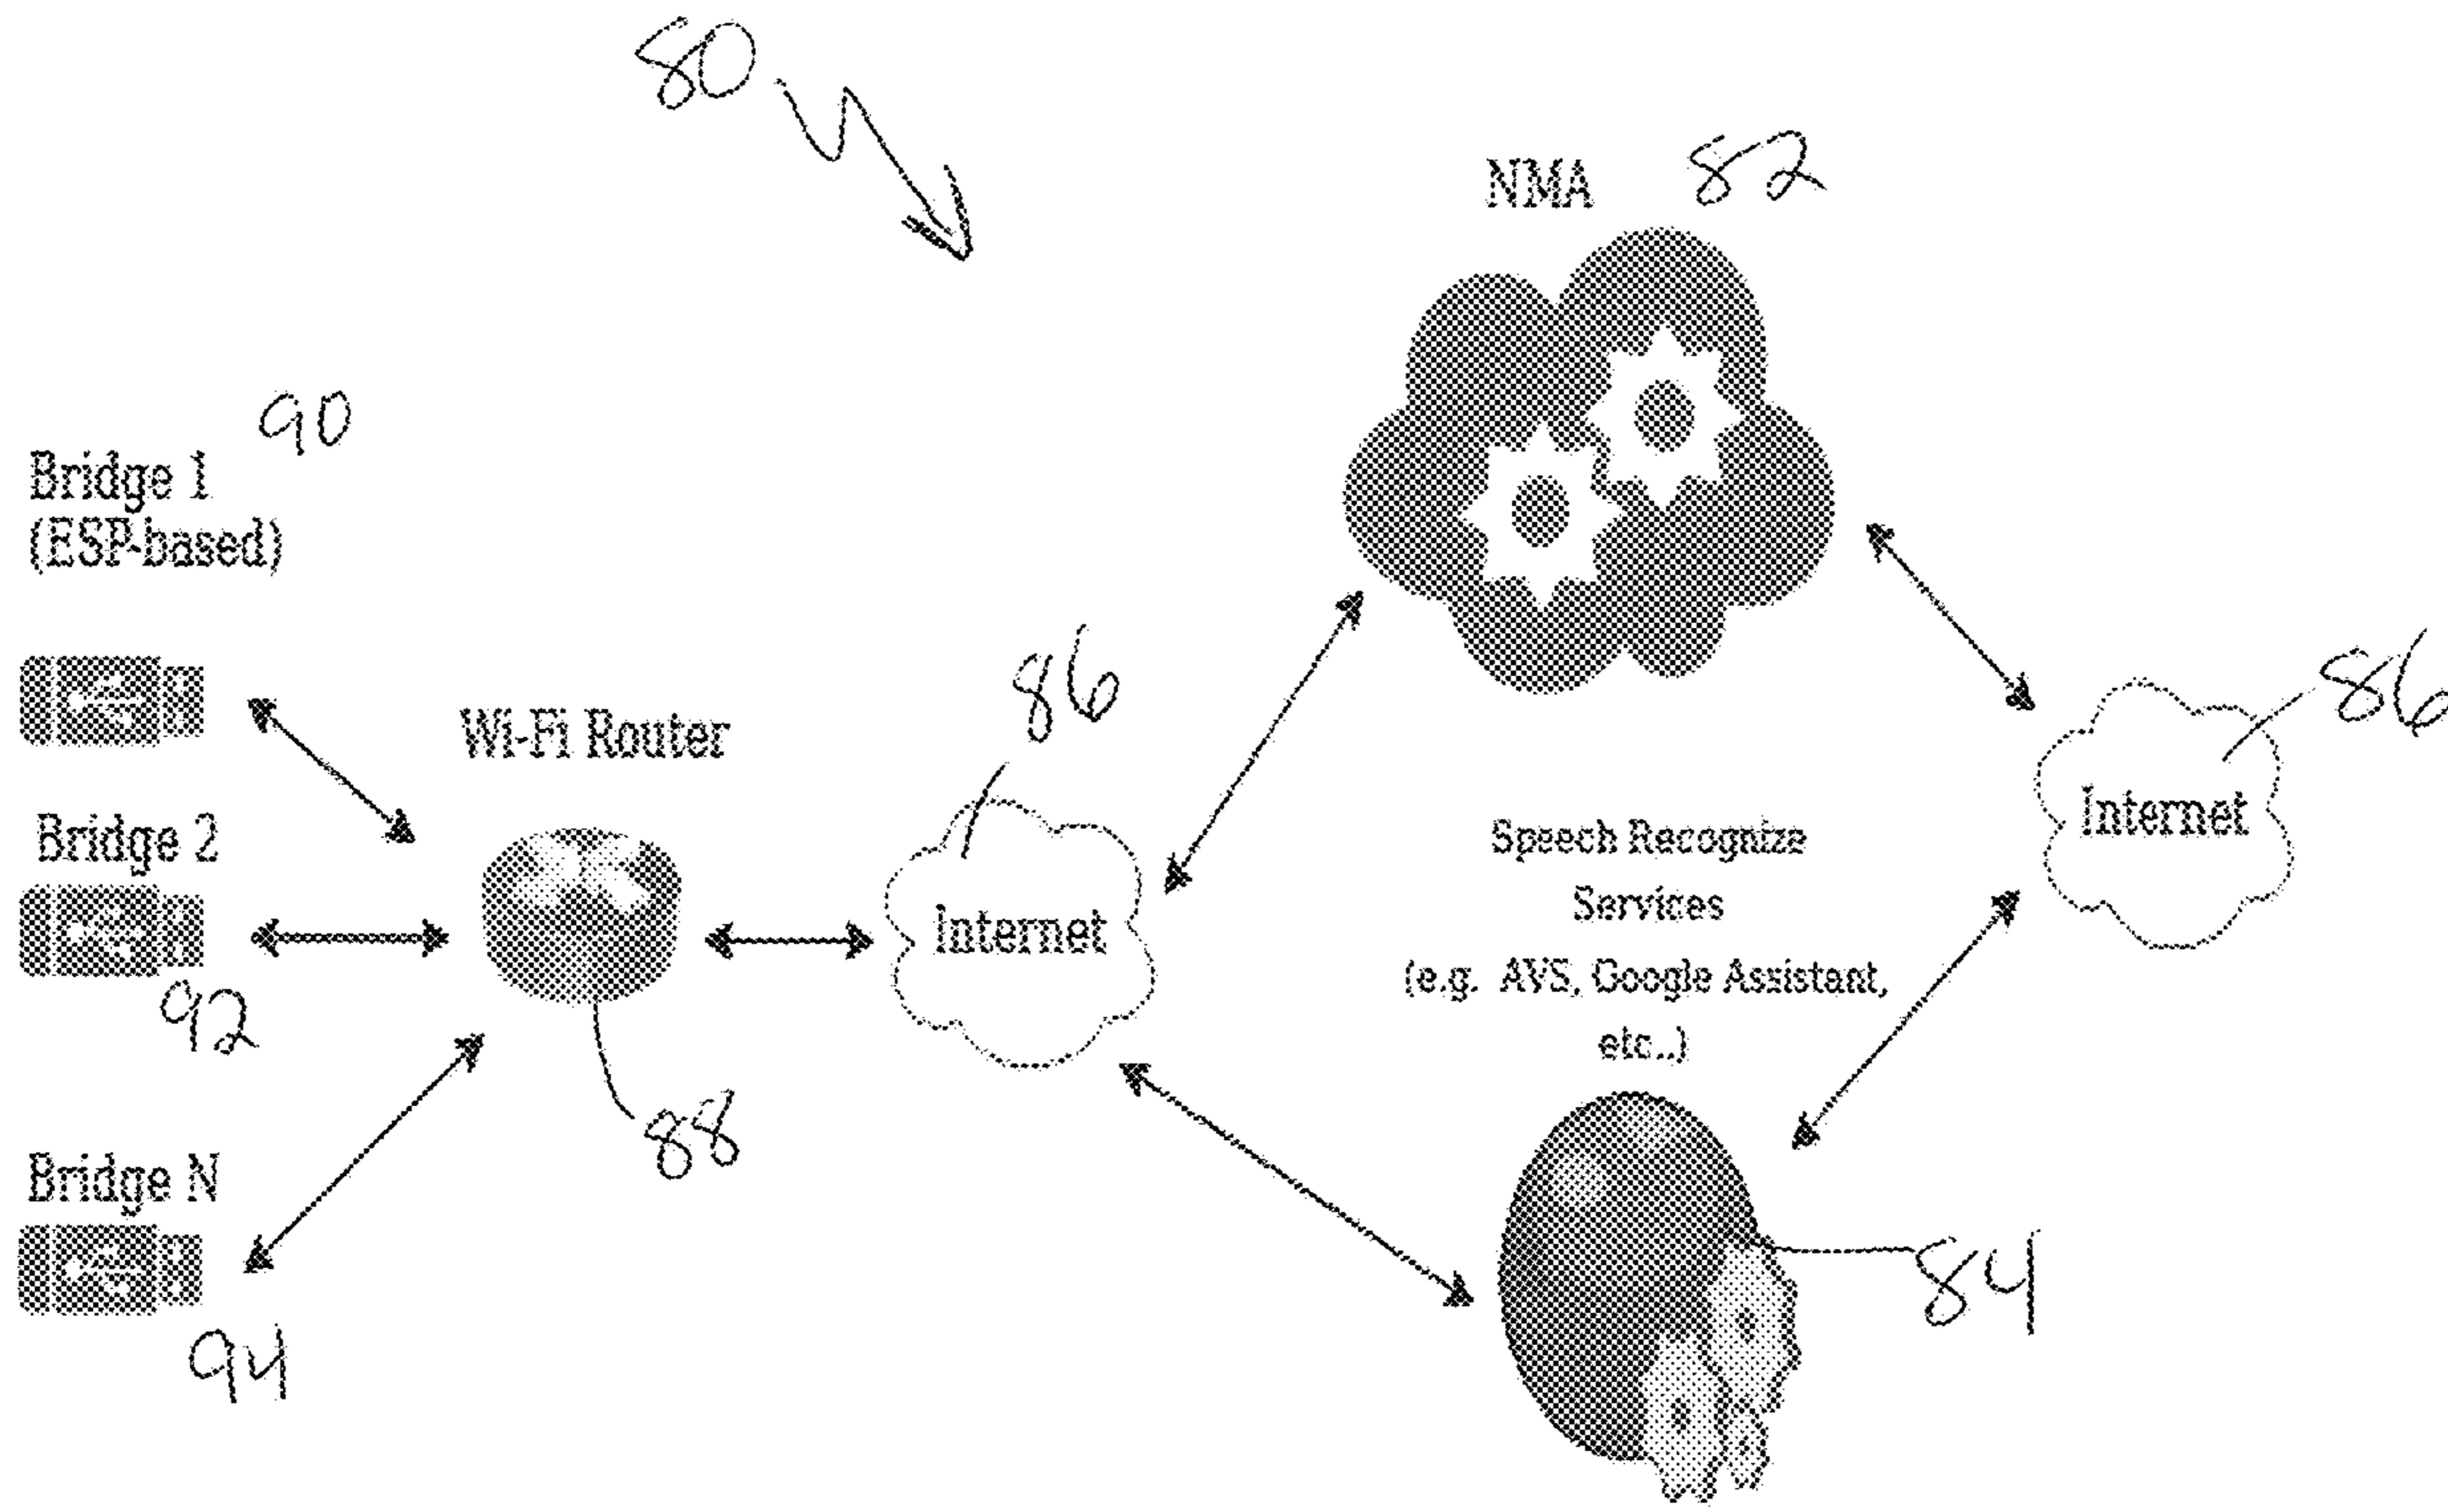 80
NMA 82
90
Bridge 1
(ESP-based)
86
86
Wi-Fi Router
Bridge 2
Internet
Speech Recognize
Services
Internet
(e.g. AVS, Google Assistant,
etc..)
92
88
Bridge N
84
94